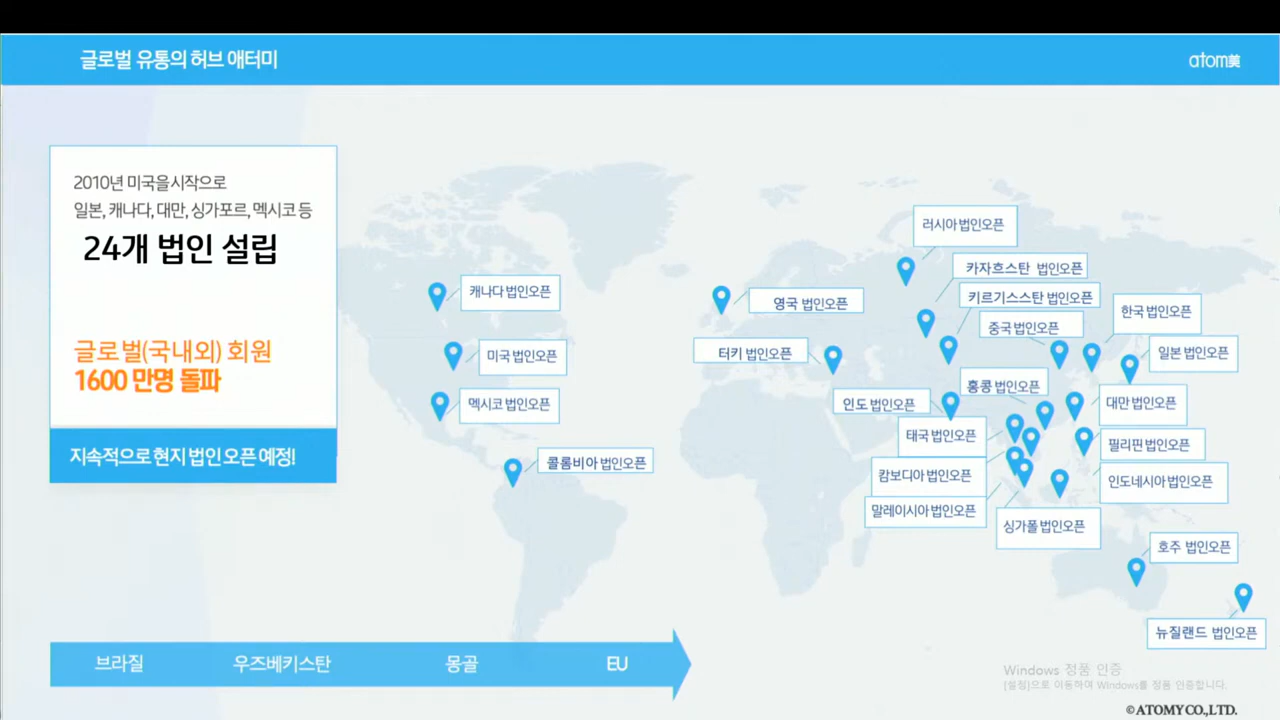 글로벌 유통의 허브 애터미
atom美
2010년 미국을시작으로
일본, 캐나다, 대만, 싱가포르, 멕시코 등
24개 법인 설립
글로벌(국내외) 회원
1600 만명 돌파
지속적으로 현지 법인 오픈 예정!
캐나다 법인오픈
미국 법인오픈
멕시코 법인오픈
콜롬비아 법인오픈
영국 법인오픈
터키 법인오픈
러시아 법인오픈
카자흐스탄 법인오픈
키르기스스탄 법인오픈
중국 법인오픈
한국 법인오픈
일본 법인오픈
홍콩 법인오픈
인도 법인오픈
대만 법인오픈
태국 법인오픈
필리핀 법인오픈
캄보디아 법인오픈
인도네시아 법인오픈
말레이시아 법인오픈
싱가폴 법인오픈
호주 법인오픈
뉴질랜드 법인오픈
브라질
우즈베키스탄
몽골
EU
Windows 정품 인증
[설정]으로 이동하여 Windows를 정품 인증합니다.
©ATOMY CO.,LTD.